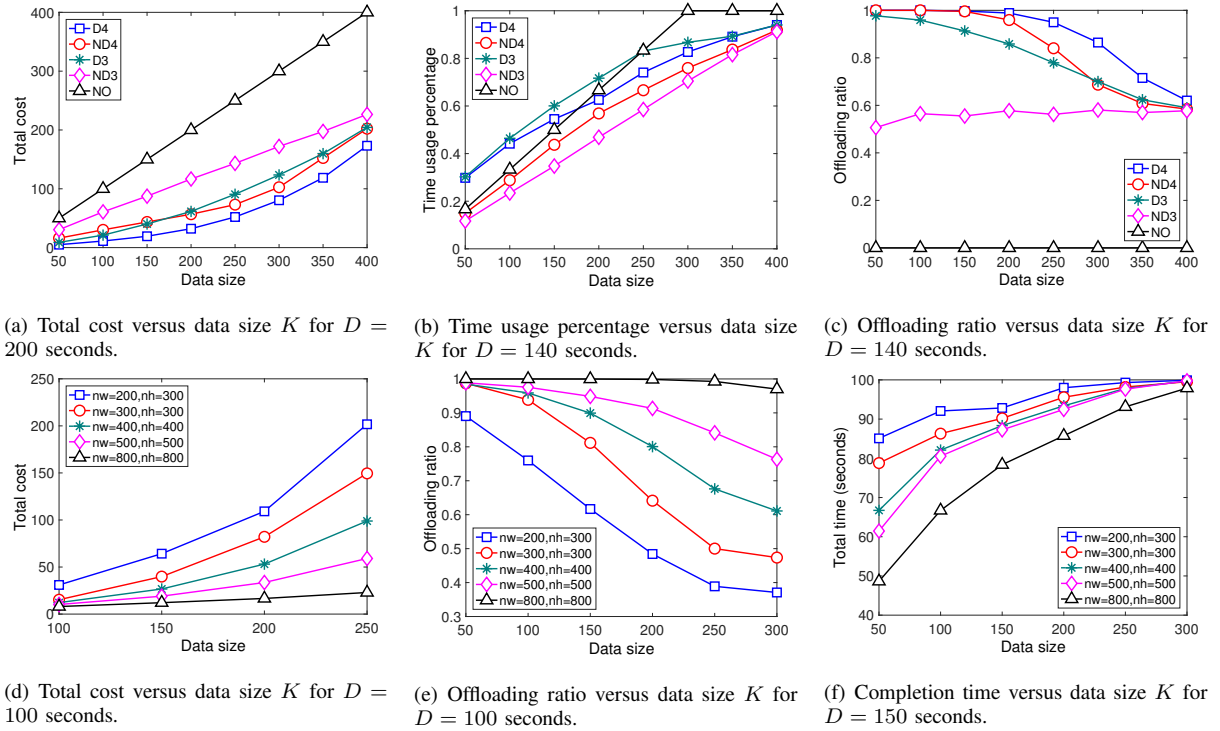 400
300
200
100
0
Total cost
D4
ND4
D3
ND3
NO
50 100 150 200 250 300 350 400
Data size
(a) Total cost versus data size K for D =
200 seconds.
1
0.8
0.6
0.4
0.2
0
Time usage percentage
D4
ND4
D3
ND3
NO
50 100 150 200 250 300 350 400
Data size
(b) Time usage percentage versus data size
K for D = 140 seconds.
1
0.8
0.6
0.4
0.2
0
Offloading ratio
D4
ND4
D3
ND3
NO
50 100 150 200 250 300 350 400
Data size
(c) Offloading ratio versus data size K for
D = 140 seconds.
250
200
150
100
50
0
Total cost
nw=200,nh=300
nw=300,nh=300
nw=400,nh=400
nw=500,nh=500
nw=800,nh=800
100 150 200 250
Data size
(d) Total cost versus data size K for D =
100 seconds.
1
0.9
0.8
0.7
0.6
0.5
0.4
0.3
Offloading ratio
nw=200,nh=300
nw=300,nh=300
nw=400,nh=400
nw=500,nh=500
nw=800,nh=800
50 100 150 200 250 300
Data size
(e) Offloading ratio versus data size K for
D = 100 seconds.
100
90
80
70
60
50
40
Total time (seconds)
nw=200,nh=300
nw=300,nh=300
nw=400,nh=400
nw=500,nh=500
nw=800,nh=800
50 100 150 200 250 300
Data size
(f) Completion time versus data size K for
D = 150 seconds.